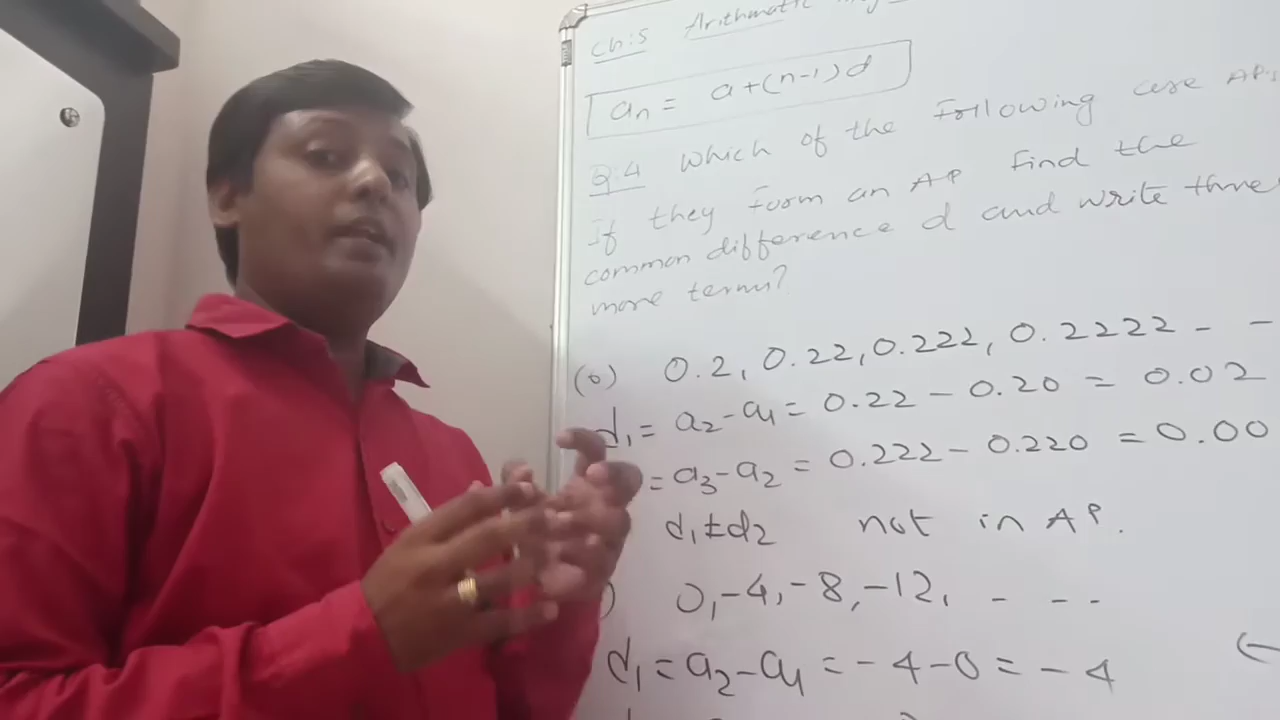 Ch:5 Arithmatic
an = a+(n-1)d
Q:4 Which of the Following are APs
If they Form an AP Find the
common difference d and write three
more terms?
(6) 0.2, 0.22, 0.222, 0.2222 - -
d1 = a2-a1 = 0.22 - 0.20 = 0.02
= a3-a2 = 0.222 - 0.220 = 0.00
d1≠d2 not in AP.
) 0, -4, -8, -12, - - -
d1 = a2-a1 = -4-0 = -4